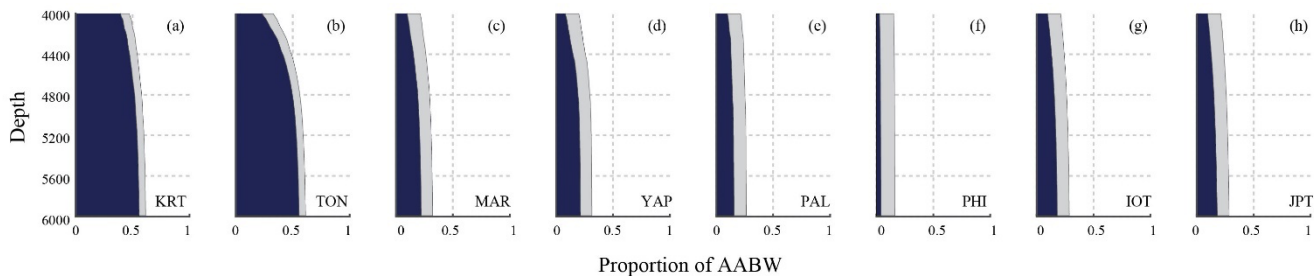 4000
4400
4800
5200
5600
6000
Depth
(a)
KRT
0
0.5
1
(b)
TON
0
0.5
1
(c)
MAR
0
0.5
1
(d)
YAP
0
0.5
1
(e)
PAL
0
0.5
1
(f)
PHI
0
0.5
1
(g)
IOT
0
0.5
1
(h)
JPT
0
0.5
1
Proportion of AABW